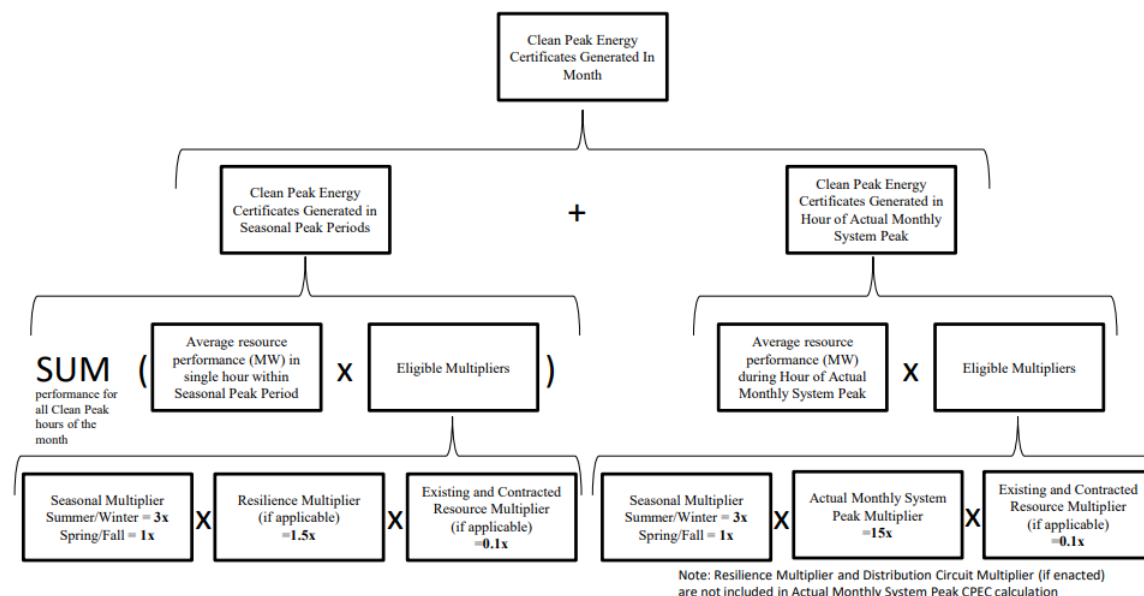 Clean Peak Energy
Certificates Generated In
Month
Clean Peak Energy
Certificates Generated in
Seasonal Peak Periods
+
Clean Peak Energy
Certificates Generated in
Hour of Actual Monthly
System Peak
SUM
performance for
all Clean Peak
hours of the
month
(
Average resource
performance (MW) in
single hour within
Seasonal Peak Period
X
Eligible Multipliers
)
Average resource
performance (MW)
during Hour of Actual
Monthly System Peak
X
Eligible Multipliers
Seasonal Multiplier
Summer/Winter = 3x
Spring/Fall = 1x
X
Resilience Multiplier
(if applicable)
=1.5x
X
Existing and Contracted
Resource Multiplier
(if applicable)
=0.1x
Seasonal Multiplier
Summer/Winter = 3x
Spring/Fall = 1x
X
Actual Monthly System
Peak Multiplier
=15x
X
Existing and Contracted
Resource Multiplier
(if applicable)
=0.1x
Note: Resilience Multiplier and Distribution Circuit Multiplier (if enacted)
are not included in Actual Monthly System Peak CPEC calculation